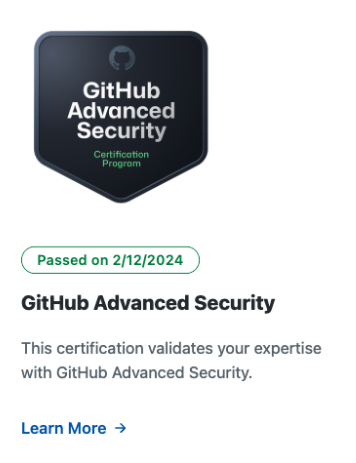 GitHub
Advanced
Security
Certification
Program
Passed on 2/12/2024
GitHub Advanced Security
This certification validates your expertise
with GitHub Advanced Security.
Learn More →